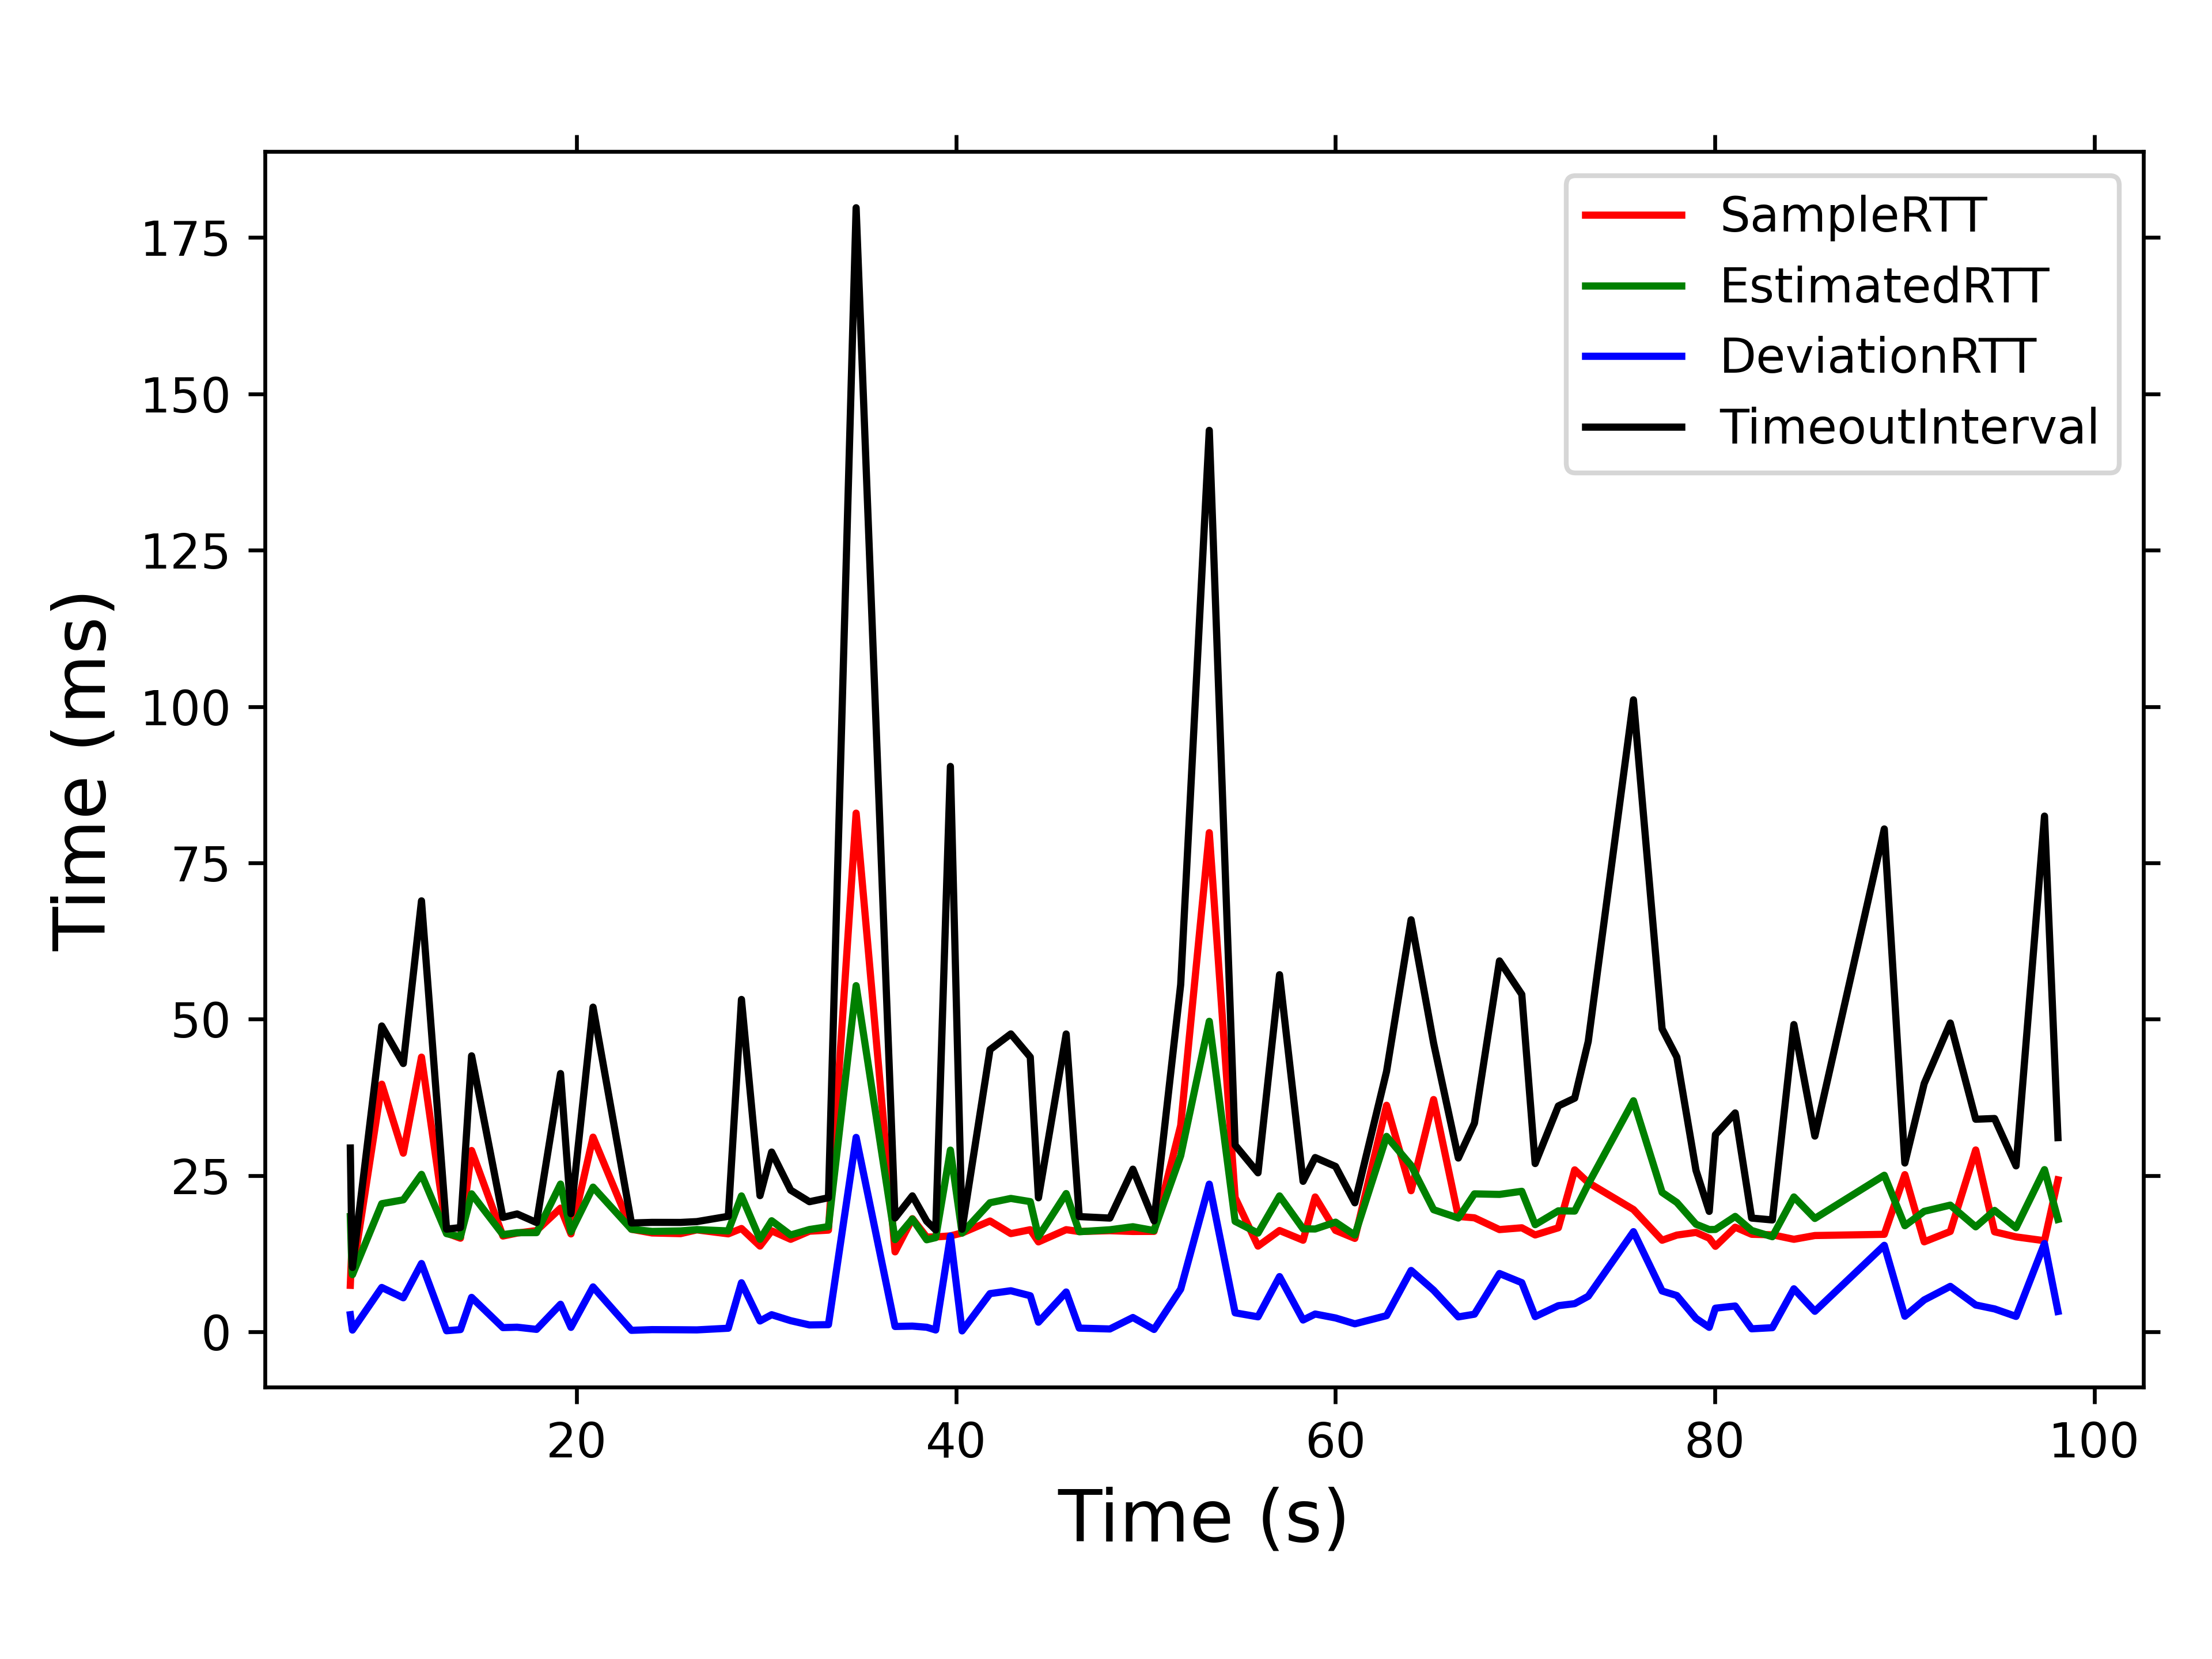 SampleRTT
EstimatedRTT
DeviationRTT
TimeoutInterval
175
150
125
100
75
50
25
0
Time (ms)
20 40 60 80 100
Time (s)